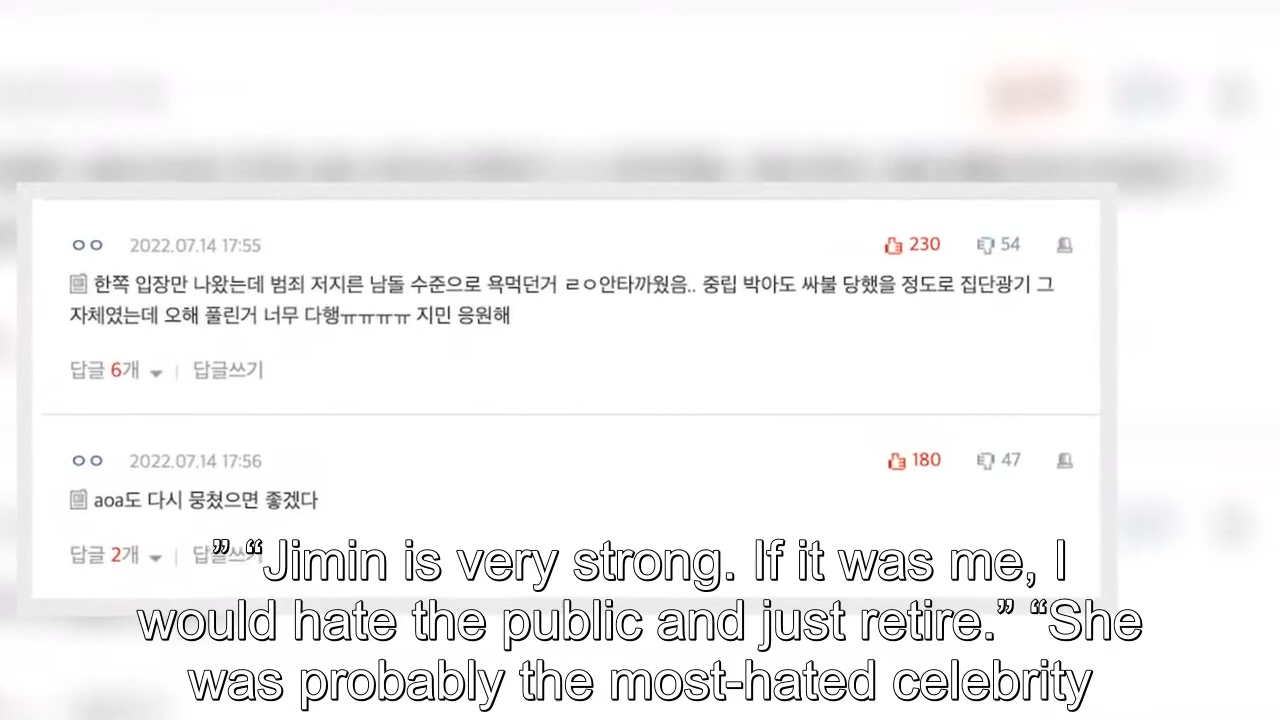 ㅇㅇ 2022.07.14 17:55 230 54
한쪽 입장만 나왔는데 범죄 저지른 남돌 수준으로 욕먹던거 ㄹㅇ안타까웠음.. 중립 박아도 싸불 당했을 정도로 집단광기 그
자체였는데 오해 풀린거 너무 다행ㅠㅠㅠㅠ 지민 응원해
답글 6개 | 답글쓰기
ㅇㅇ 2022.07.14 17:56 180 47
aoa도 다시 뭉쳤으면 좋겠다
답글 2개 | 답글쓰기
” “Jimin is very strong. If it was me, I
would hate the public and just retire.” “She
was probably the most-hated celebrity